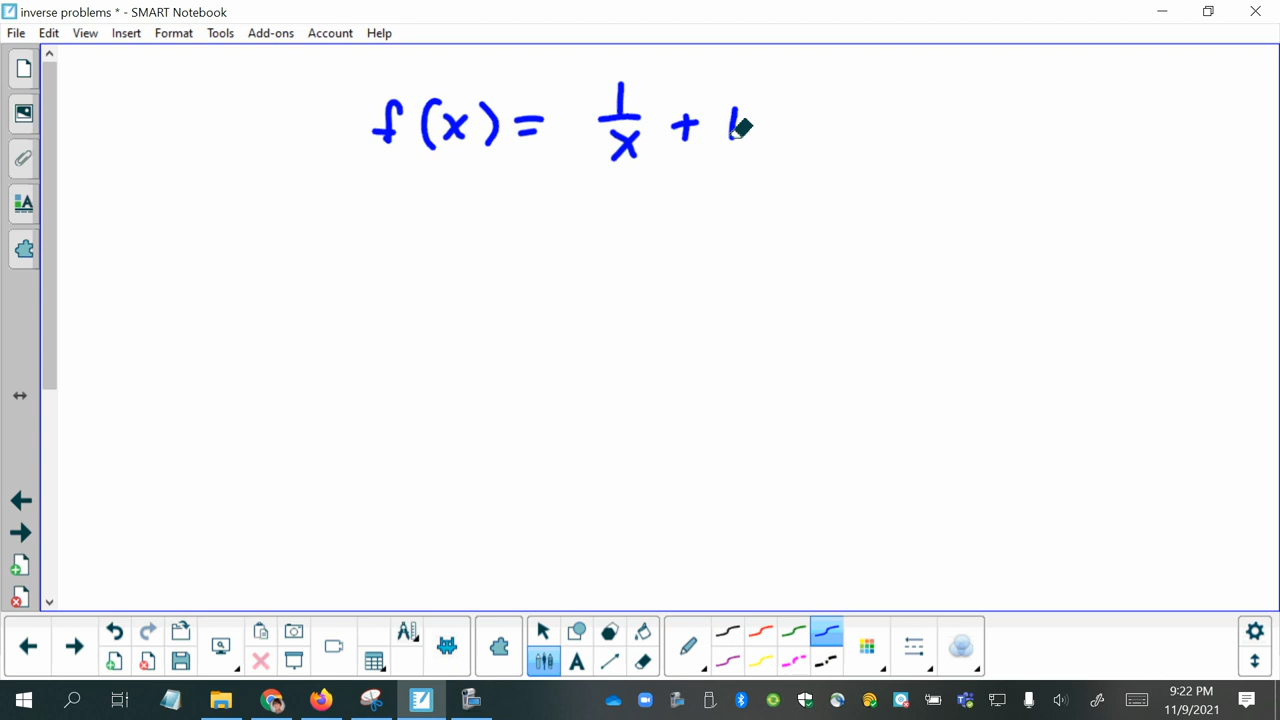 inverse problems * - SMART Notebook
File Edit View Insert Format Tools Add-ons Account Help
f(x) = 1/x +
9:22 PM
11/9/2021